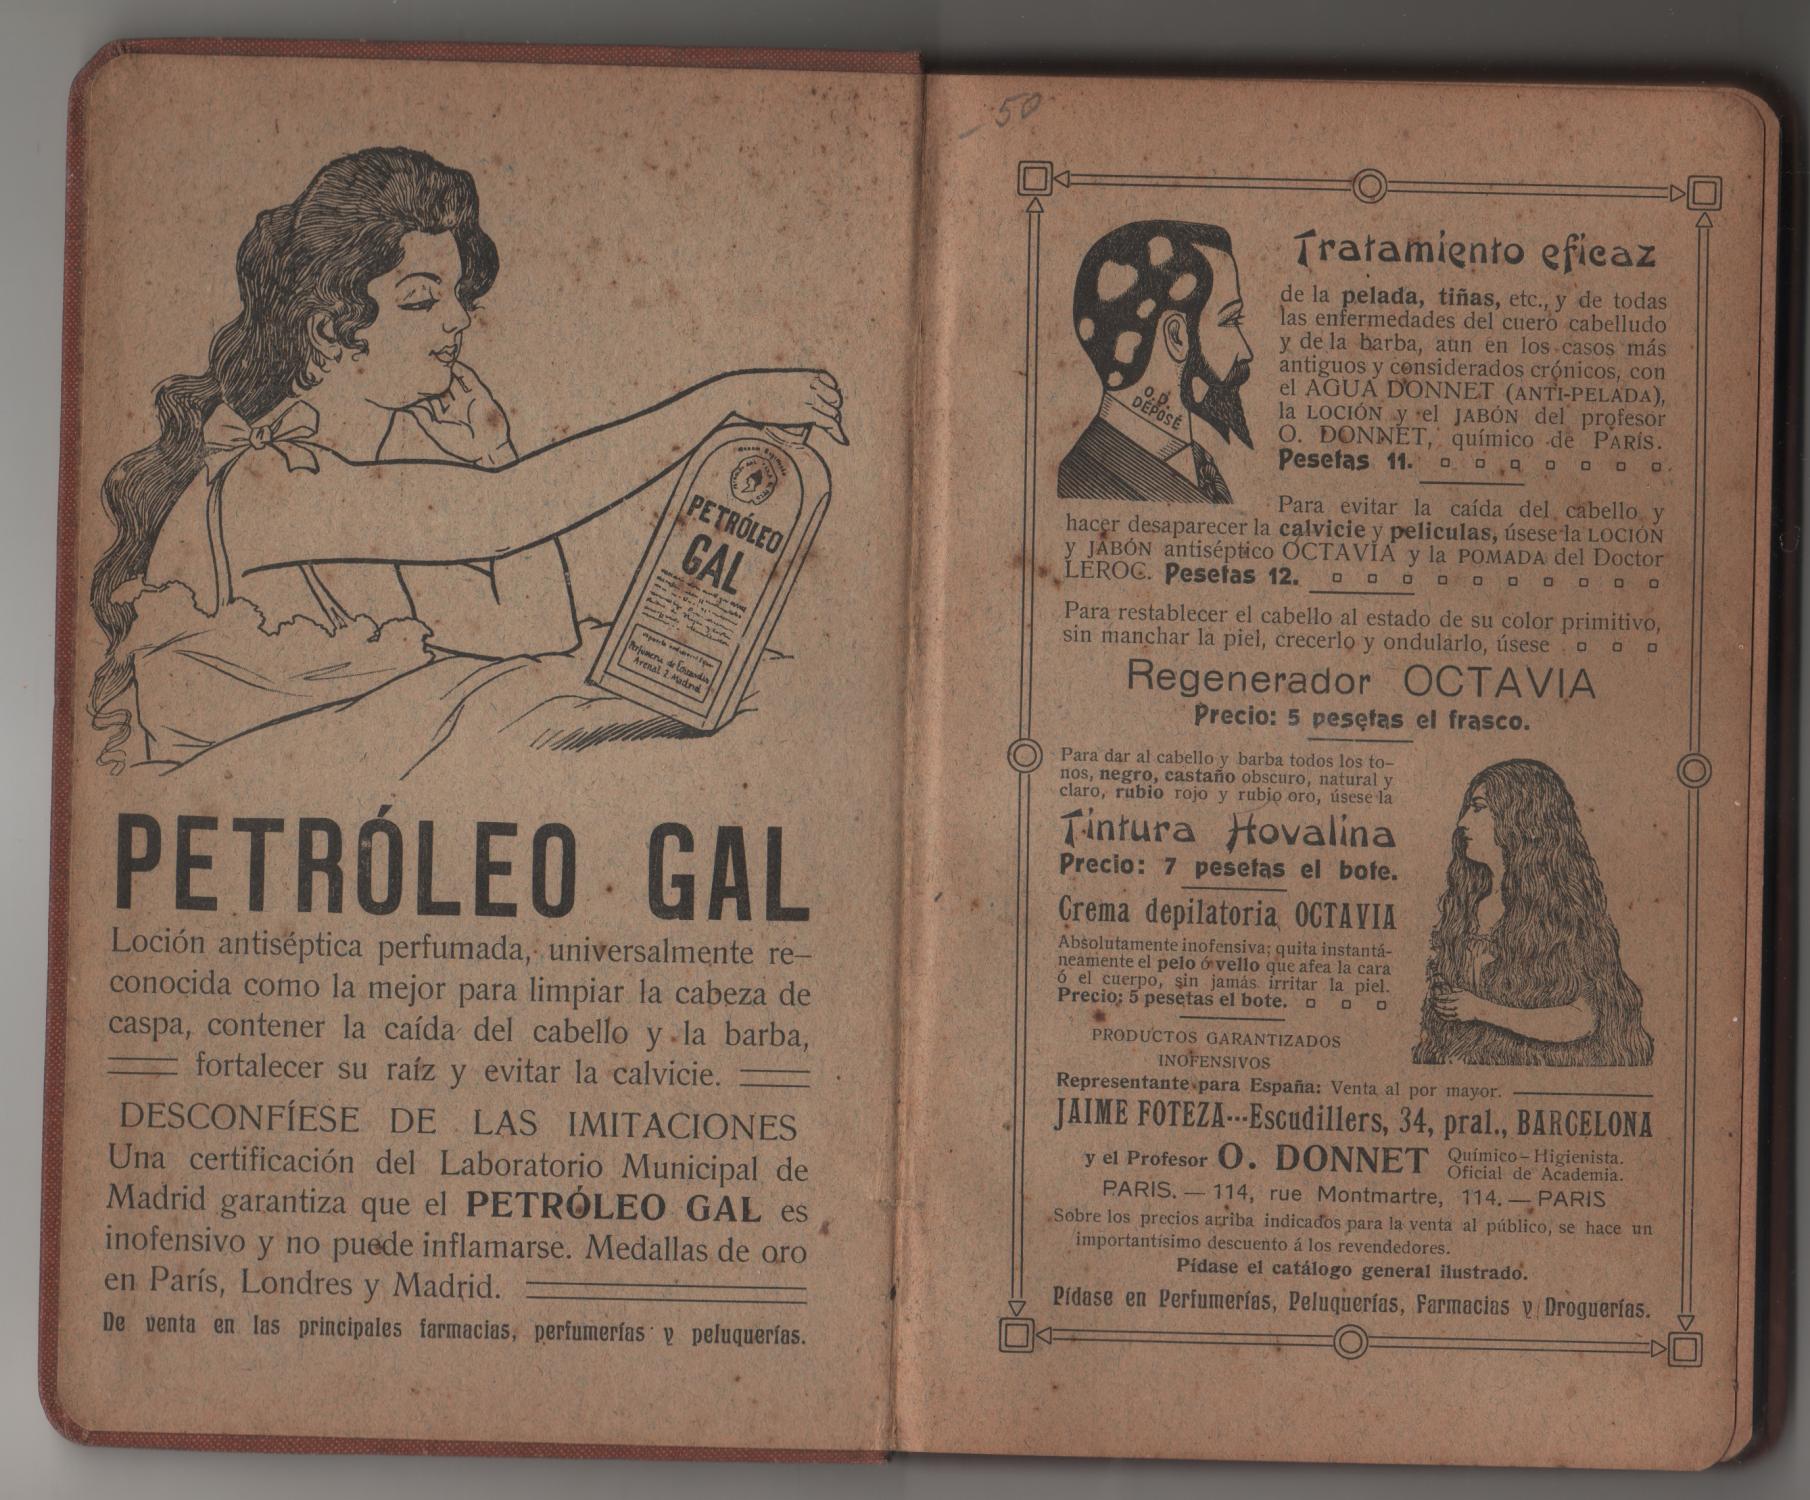 PETRÓLEO
GAL
Perfumería de Echeandía
Arenal 2 Madrid
PETRÓLEO GAL
Loción antiséptica perfumada, universalmente re-
conocida como la mejor para limpiar la cabeza de
caspa, contener la caída del cabello y la barba,
fortalecer su raíz y evitar la calvicie.
DESCONFÍESE DE LAS IMITACIONES
Una certificación del Laboratorio Municipal de
Madrid garantiza que el PETRÓLEO GAL es
inofensivo y no puede inflamarse. Medallas de oro
en París, Londres y Madrid.
De venta en las principales farmacias, perfumerías y peluquerías.
50
O. D.
DÉPOSÉ
Tratamiento eficaz
de la pelada, tiñas, etc., y de todas
las enfermedades del cuero cabelludo
y de la barba, aun en los casos más
antiguos y considerados crónicos, con
el AGUA DONNET (ANTI-PELADA),
la LOCIÓN y el JABÓN del profesor
O. DONNET, químico de PARÍS.
Pesetas 11.
Para evitar la caída del cabello y
hacer desaparecer la calvicie y peliculas, úsese la LOCIÓN
y JABÓN antiséptico OCTAVIA y la POMADA del Doctor
LEROC. Pesetas 12.
Para restablecer el cabello al estado de su color primitivo,
sin manchar la piel, crecerlo y ondularlo, úsese
Regenerador OCTAVIA
Precio: 5 pesetas el frasco.
Para dar al cabello y barba todos los to-
nos, negro, castaño obscuro, natural y
claro, rubio rojo y rubio oro, úsese la
Tintura Hovalina
Precio: 7 pesetas el bote.
Crema depilatoria OCTAVIA
Absolutamente inofensiva; quita instantá-
neamente el pelo ó vello que afea la cara
ó el cuerpo, sin jamás irritar la piel.
Precio: 5 pesetas el bote.
PRODUCTOS GARANTIZADOS
INOFENSIVOS
Representante para España: Venta al por mayor.
JAIME FOTEZA---Escudillers, 34, pral., BARCELONA
y el Profesor O. DONNET Químico-Higienista.
Oficial de Academia.
PARIS. — 114, rue Montmartre, 114. — PARIS
Sobre los precios arriba indicados para la venta al público, se hace un
importantísimo descuento á los revendedores.
Pídase el catálogo general ilustrado.
Pídase en Perfumerías, Peluquerías, Farmacias y Droguerías.